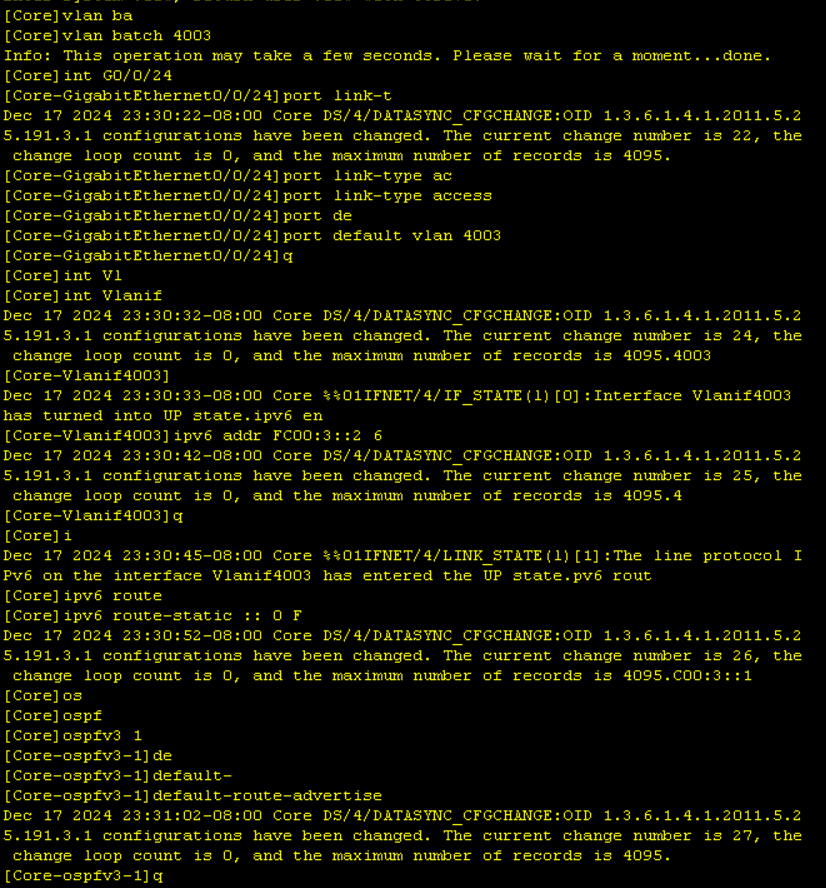 [Core]vlan ba
[Core]vlan batch 4003
Info: This operation may take a few seconds. Please wait for a moment...done.
[Core]int G0/0/24
[Core-GigabitEthernet0/0/24]port link-t
Dec 17 2024 23:30:22-08:00 Core DS/4/DATASYNC_CFGCHANGE:OID 1.3.6.1.4.1.2011.5.2
5.191.3.1 configurations have been changed. The current change number is 22, the
 change loop count is 0, and the maximum number of records is 4095.
[Core-GigabitEthernet0/0/24]port link-type ac
[Core-GigabitEthernet0/0/24]port link-type access
[Core-GigabitEthernet0/0/24]port de
[Core-GigabitEthernet0/0/24]port default vlan 4003
[Core-GigabitEthernet0/0/24]q
[Core]int Vl
[Core]int Vlanif
Dec 17 2024 23:30:32-08:00 Core DS/4/DATASYNC_CFGCHANGE:OID 1.3.6.1.4.1.2011.5.2
5.191.3.1 configurations have been changed. The current change number is 24, the
 change loop count is 0, and the maximum number of records is 4095.4003
[Core-Vlanif4003]
Dec 17 2024 23:30:33-08:00 Core %%01IFNET/4/IF_STATE(l)[0]:Interface Vlanif4003
has turned into UP state.ipv6 en
[Core-Vlanif4003]ipv6 addr FC00:3::2 6
Dec 17 2024 23:30:42-08:00 Core DS/4/DATASYNC_CFGCHANGE:OID 1.3.6.1.4.1.2011.5.2
5.191.3.1 configurations have been changed. The current change number is 25, the
 change loop count is 0, and the maximum number of records is 4095.4
[Core-Vlanif4003]q
[Core]i
Dec 17 2024 23:30:45-08:00 Core %%01IFNET/4/LINK_STATE(l)[1]:The line protocol I
Pv6 on the interface Vlanif4003 has entered the UP state.pv6 rout
[Core]ipv6 route
[Core]ipv6 route-static :: 0 F
Dec 17 2024 23:30:52-08:00 Core DS/4/DATASYNC_CFGCHANGE:OID 1.3.6.1.4.1.2011.5.2
5.191.3.1 configurations have been changed. The current change number is 26, the
 change loop count is 0, and the maximum number of records is 4095.C00:3::1
[Core]os
[Core]ospf
[Core]ospfv3 1
[Core-ospfv3-1]de
[Core-ospfv3-1]default-
[Core-ospfv3-1]default-route-advertise
Dec 17 2024 23:31:02-08:00 Core DS/4/DATASYNC_CFGCHANGE:OID 1.3.6.1.4.1.2011.5.2
5.191.3.1 configurations have been changed. The current change number is 27, the
 change loop count is 0, and the maximum number of records is 4095.
[Core-ospfv3-1]q